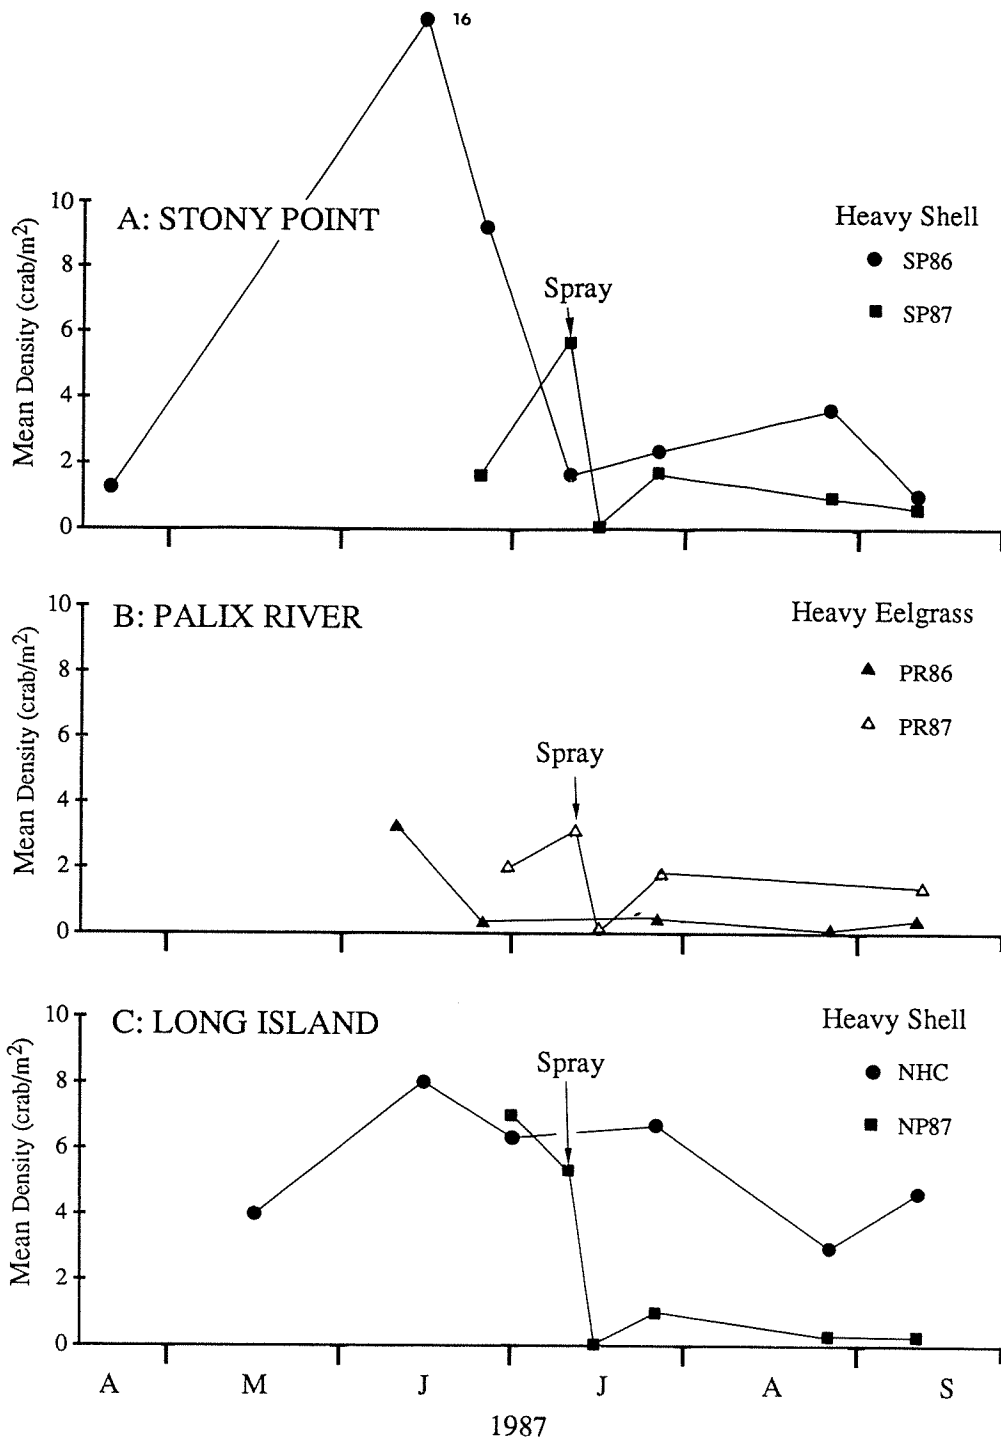 16
A: STONY POINT
Heavy Shell
SP86
SP87
Spray
Mean Density (crab/m²)
10
8
6
4
2
0
B: PALIX RIVER
Heavy Eelgrass
PR86
PR87
Spray
Mean Density (crab/m²)
10
8
6
4
2
0
C: LONG ISLAND
Heavy Shell
NHC
NP87
Spray
Mean Density (crab/m²)
10
8
6
4
2
0
A M J J A S
1987